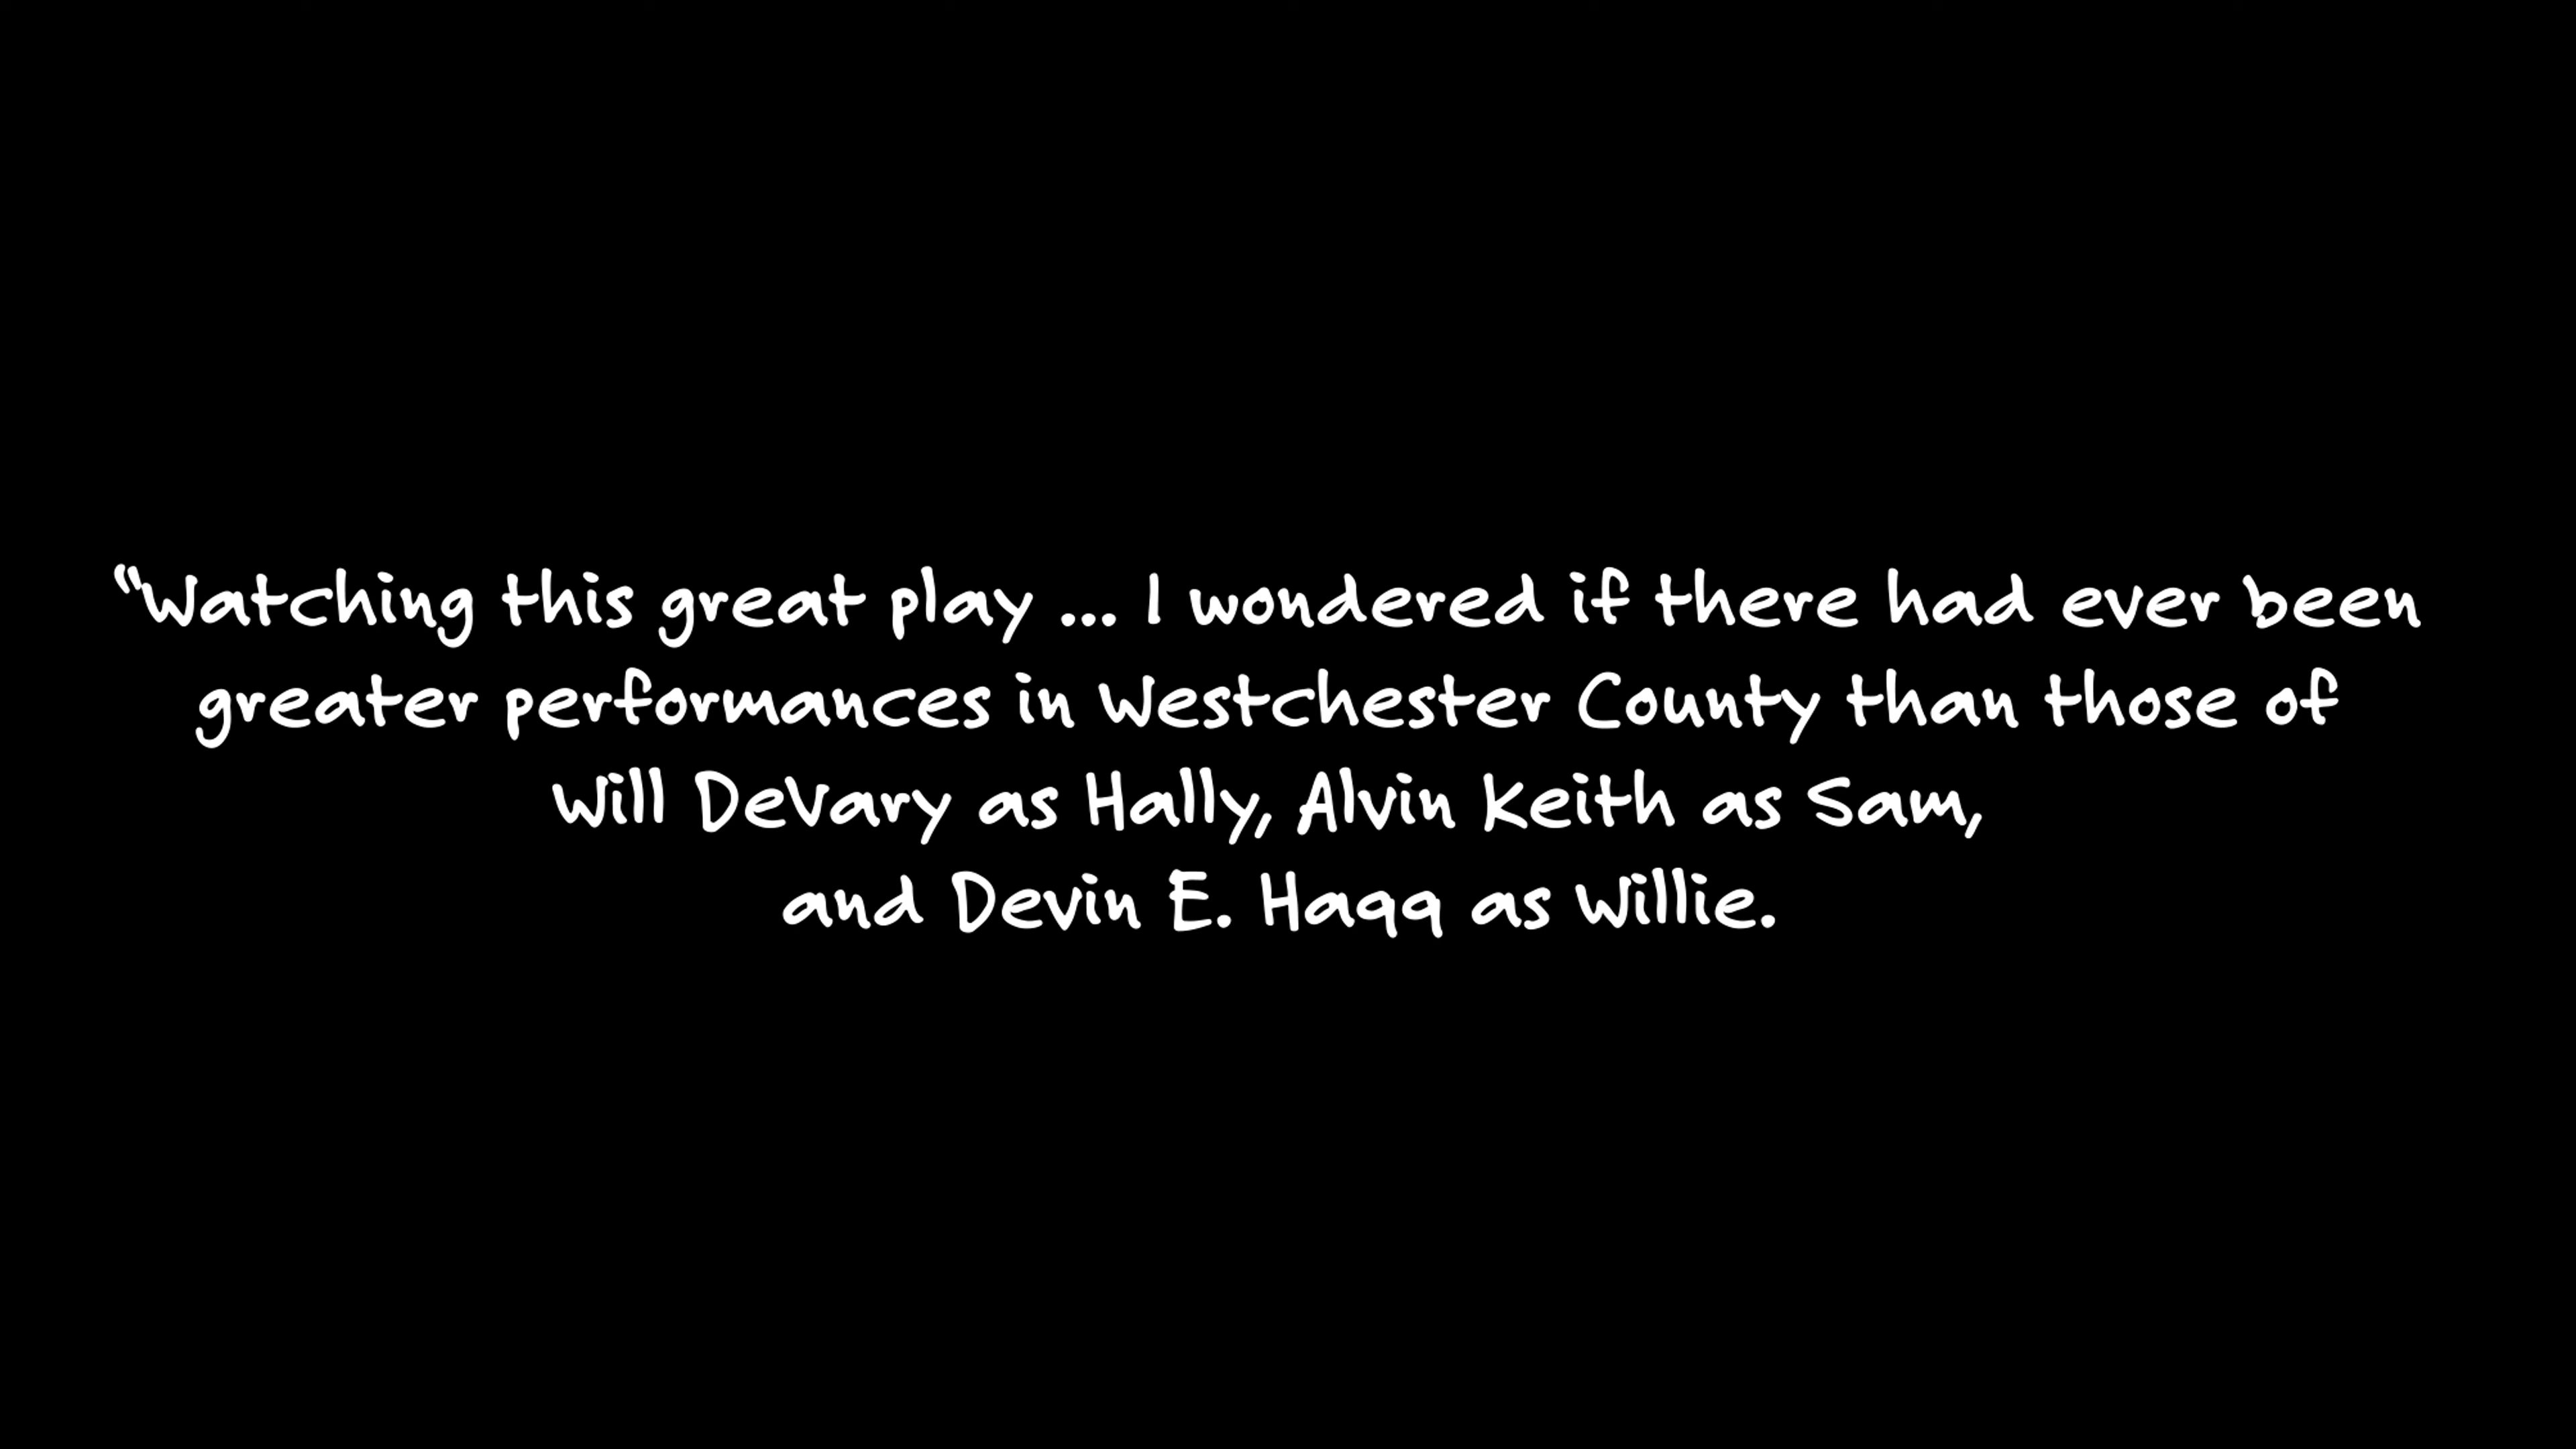 “Watching this great play ... I wondered if there had ever been
greater performances in Westchester County than those of
Will DeVary as Hally, Alvin Keith as Sam,
and Devin E. Haqq as Willie.